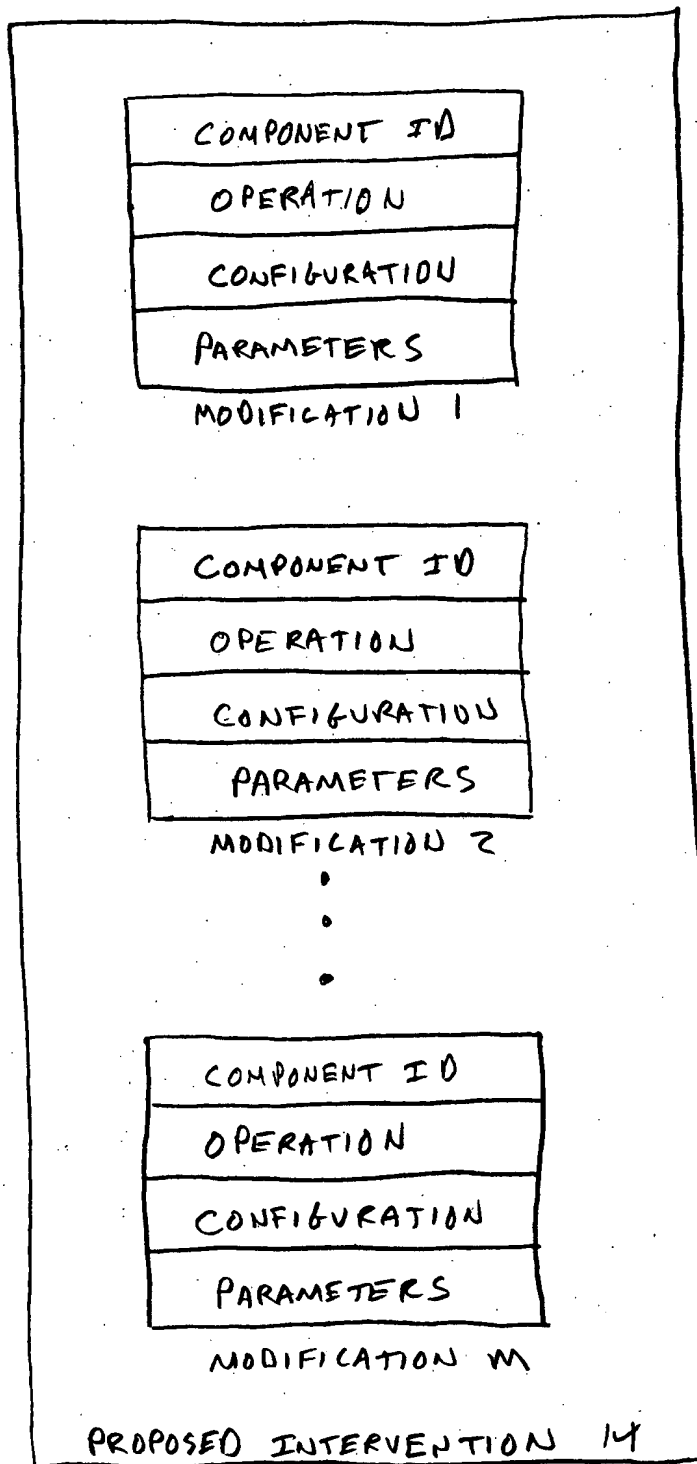 COMPONENT ID
OPERATION
CONFIGURATION
PARAMETERS
MODIFICATION 1
COMPONENT ID
OPERATION
CONFIGURATION
PARAMETERS
MODIFICATION 2
COMPONENT ID
OPERATION
CONFIGURATION
PARAMETERS
MODIFICATION M
PROPOSED INTERVENTION 14